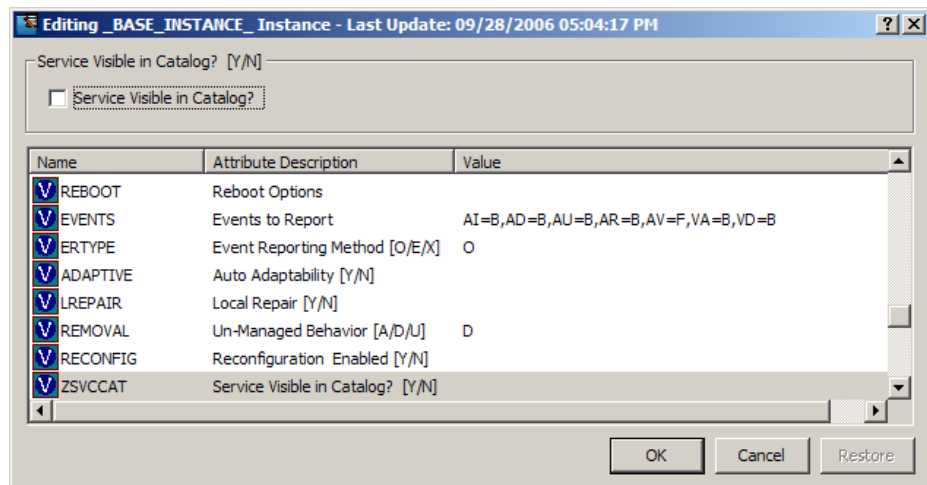 Editing _BASE_INSTANCE_ Instance - Last Update: 09/28/2006 05:04:17 PM
Service Visible in Catalog? [Y/N]
Service Visible in Catalog?
Name Attribute Description Value
V REBOOT Reboot Options
V EVENTS Events to Report AI=B,AD=B,AU=B,AR=B,AV=F,VA=B,VD=B
V ERTYPE Event Reporting Method [O/E/X] O
V ADAPTIVE Auto Adaptability [Y/N]
V LREPAIR Local Repair [Y/N]
V REMOVAL Un-Managed Behavior [A/D/U] D
V RECONFIG Reconfiguration Enabled [Y/N]
V ZSVCCAT Service Visible in Catalog? [Y/N]
OK Cancel Restore